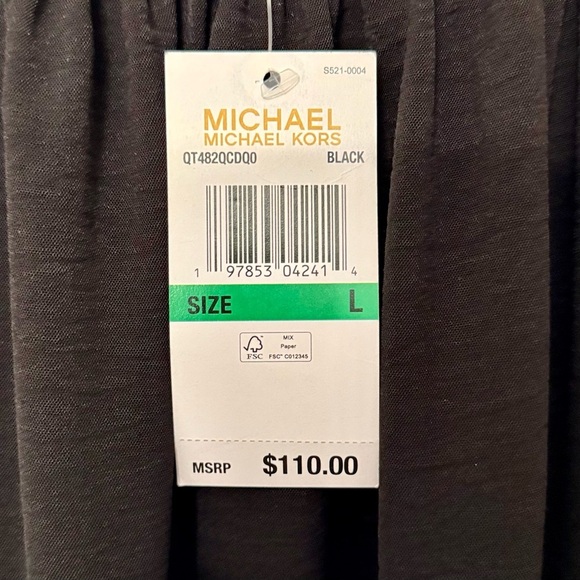 S521-0004
MICHAEL
MICHAEL KORS
QT482QCDQ0 BLACK
1 97853 04241 4
SIZE L
MIX
Paper
FSC FSC™ C012345
MSRP $110.00